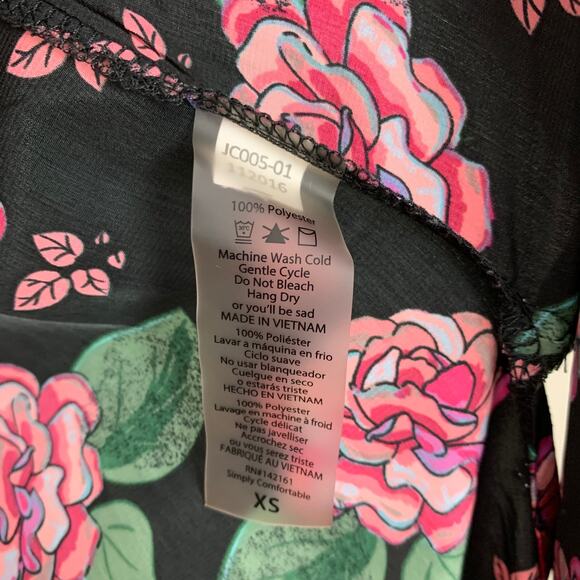 JC005-01
112016
100% Polyester
30°C
Machine Wash Cold
Gentle Cycle
Do Not Bleach
Hang Dry
or you'll be sad
MADE IN VIETNAM
100% Poliéster
Lavar a máquina en frio
Ciclo suave
No usar blanqueador
Cuelgue en seco
o estarás triste
HECHO EN VIETNAM
100% Polyester
Lavage en machine à froid
Cycle délicat
Ne pas javelliser
Accrochez sec
ou vous serez triste
FABRIQUÉ AU VIETNAM
RN#142161
Simply Comfortable
XS